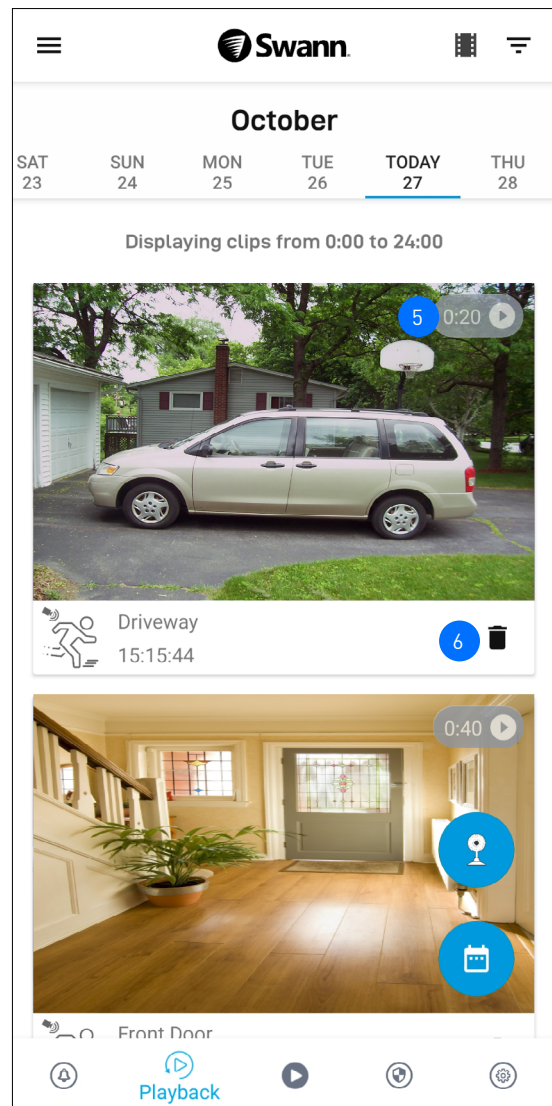 Swann
October
SAT SUN MON TUE TODAY THU
23 24 25 26 27 28
Displaying clips from 0:00 to 24:00
5 0:20
Driveway
15:15:44
6
0:40
Front Door
Playback